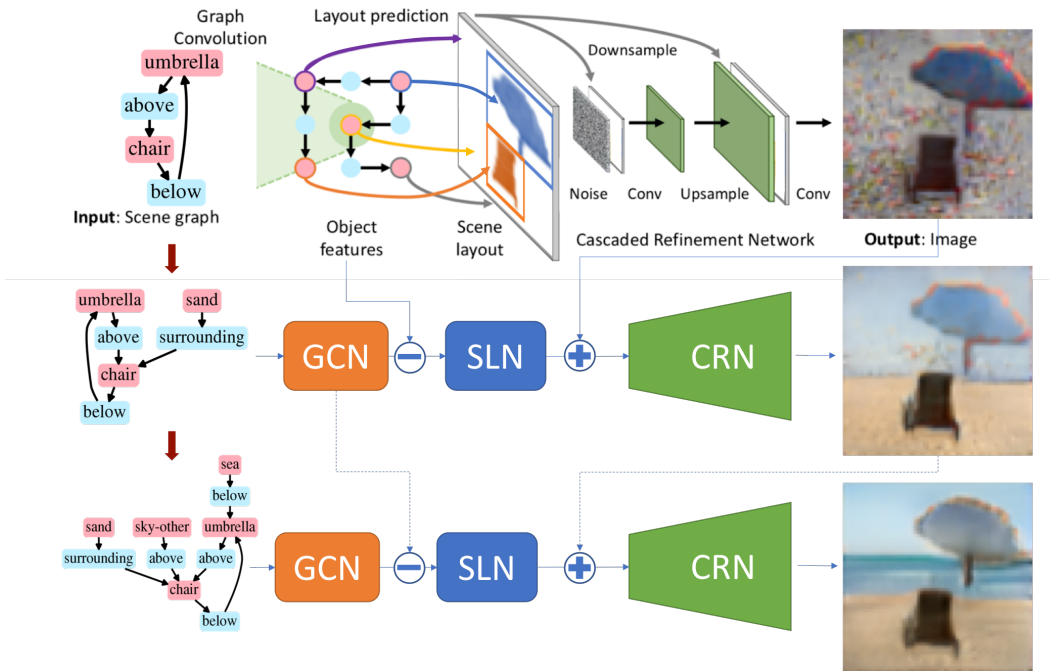 Graph
Convolution
Layout prediction
umbrella
above
chair
below
Input: Scene graph
Object
features
Scene
layout
Downsample
Noise
Conv
Upsample
Conv
Cascaded Refinement Network
Output: Image
umbrella
sand
above
surrounding
chair
below
GCN
SLN
CRN
sea
below
sand
sky-other
umbrella
surrounding
above
above
chair
below
GCN
SLN
CRN